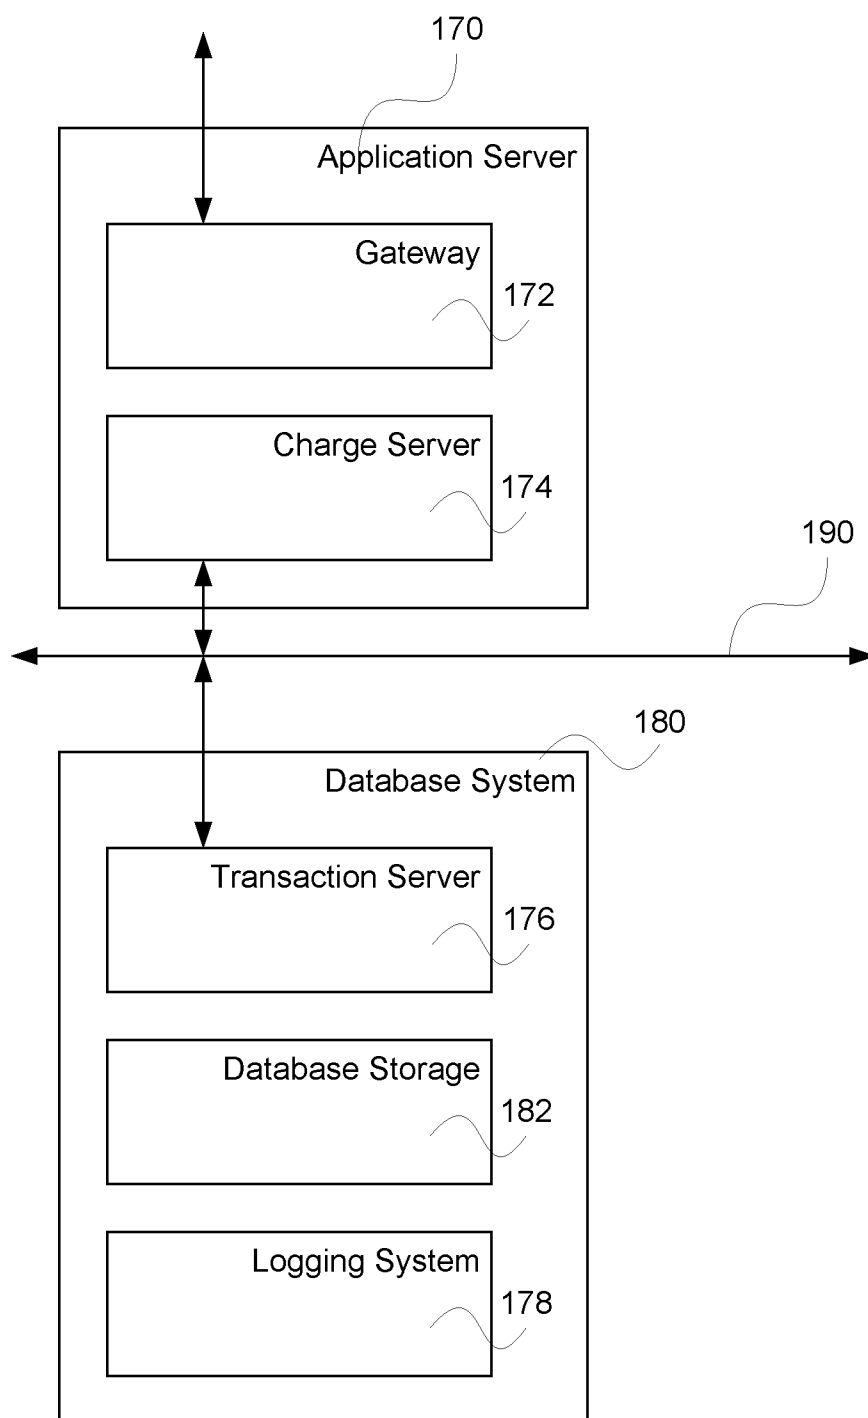 170
Application Server
Gateway
172
Charge Server
174
190
180
Database System
Transaction Server
176
Database Storage
182
Logging System
178